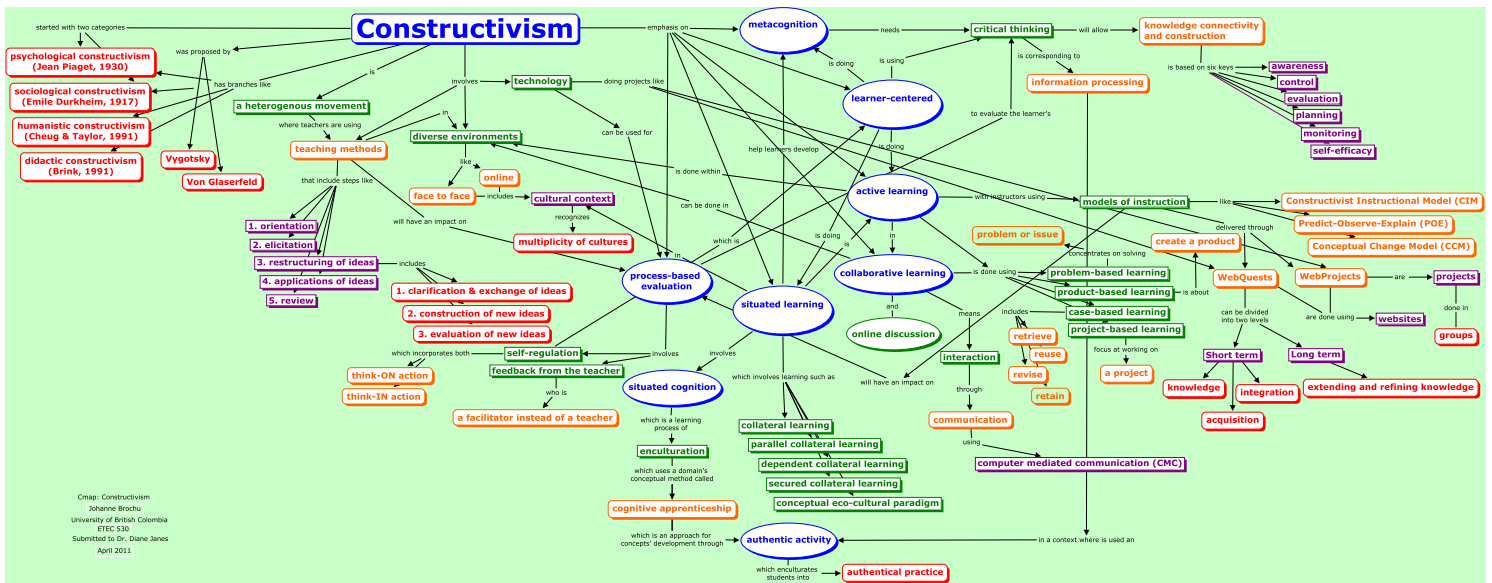 Constructivism
started with two categories
psychological constructivism
(Jean Piaget, 1930)
sociological constructivism
(Emile Durkheim, 1917)
humanistic constructivism
(Cheug & Taylor, 1991)
didactic constructivism
(Brink, 1991)
was proposed by
has branches like
Vygotsky
Von Glaserfeld
is
a heterogenous movement
where teachers are using
teaching methods
that include steps like
1. orientation
2. elicitation
3. restructuring of ideas
4. applications of ideas
5. review
includes
1. clarification & exchange of ideas
2. construction of new ideas
3. evaluation of new ideas
involves
technology
in
diverse environments
like
online
face to face
includes
cultural context
recognizes
multiplicity of cultures
will have an impact on
can be used for
doing projects like
emphasis on
metacognition
needs
critical thinking
will allow
knowledge connectivity
and construction
is based on six keys
awareness
control
evaluation
planning
monitoring
self-efficacy
is corresponding to
information processing
is using
is doing
learner-centered
to evaluate the learner's
help learners develop
is doing
is done within
active learning
with instructors using
models of instruction
like
Constructivist Instructional Model (CIM
Predict-Observe-Explain (POE)
Conceptual Change Model (CCM)
can be done in
which is
is doing
is
in
in
process-based
evaluation
situated learning
collaborative learning
is done using
problem or issue
concentrates on solving
problem-based learning
product-based learning
is about
create a product
case-based learning
project-based learning
includes
retrieve
reuse
revise
retain
focus at working on
a project
delivered through
WebQuests
WebProjects
are
projects
done in
groups
are done using
websites
can be divided
into two levels
Short term
Long term
knowledge
integration
acquisition
extending and refining knowledge
and
online discussion
means
interaction
through
communication
using
computer mediated communication (CMC)
will have an impact on
involves
self-regulation
which incorporates both
think-ON action
think-IN action
feedback from the teacher
who is
a facilitator instead of a teacher
involves
situated cognition
which is a learning
process of
enculturation
which uses a domain's
conceptual method called
cognitive apprenticeship
which is an approach for
concepts' development through
which involves learning such as
collateral learning
parallel collateral learning
dependent collateral learning
secured collateral learning
conceptual eco-cultural paradigm
authentic activity
in a context where is used an
which enculturates
students into
authentical practice
Cmap: Constructivism
Johanne Brochu
University of British Colombia
ETEC 530
Submitted to Dr. Diane Janes
April 2011